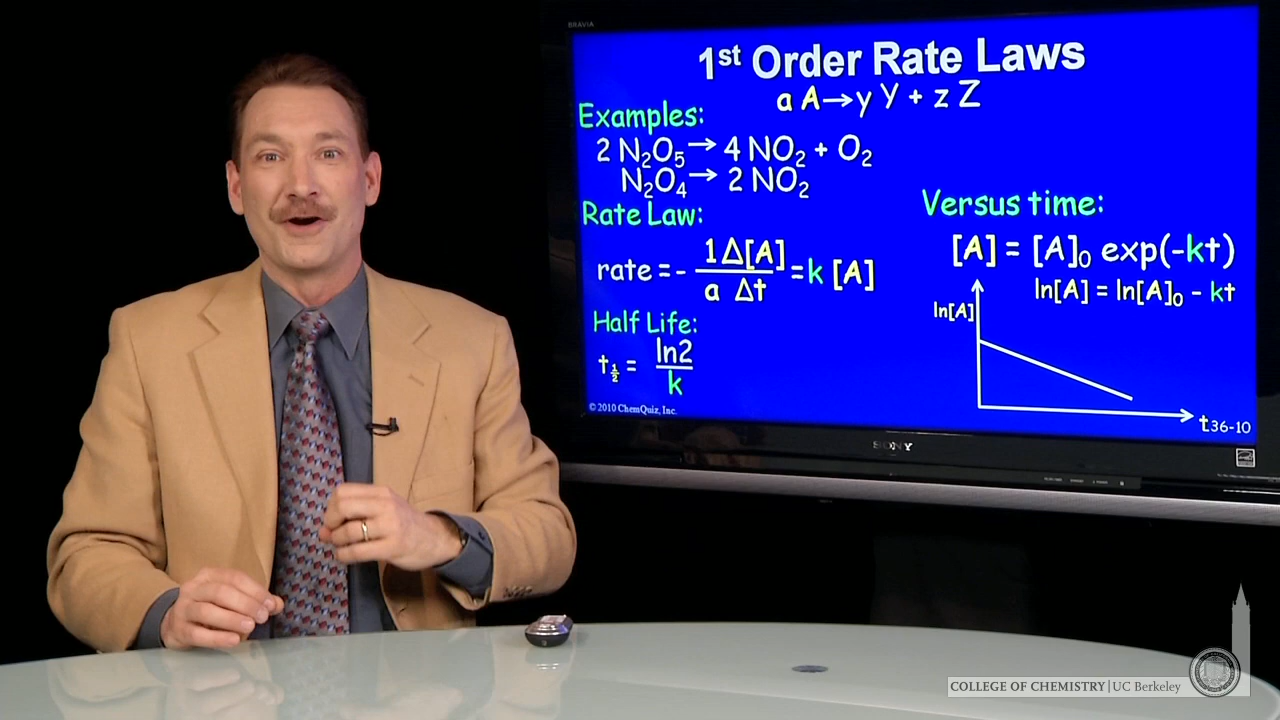 BRAVIA
1st Order Rate Laws
a A→y Y + z Z
Examples:
2 N₂O₅→ 4 NO₂ + O₂
N₂O₄→ 2 NO₂
Rate Law:
rate = - 1 Δ[A] / a Δt = k [A]
Half Life:
t½ = ln2 / k
© 2010 ChemQuiz, Inc.
Versus time:
[A] = [A]₀ exp(-kt)
ln[A] = ln[A]₀ - kt
ln[A]
t
36-10
SONY
COLLEGE OF CHEMISTRY | UC Berkeley